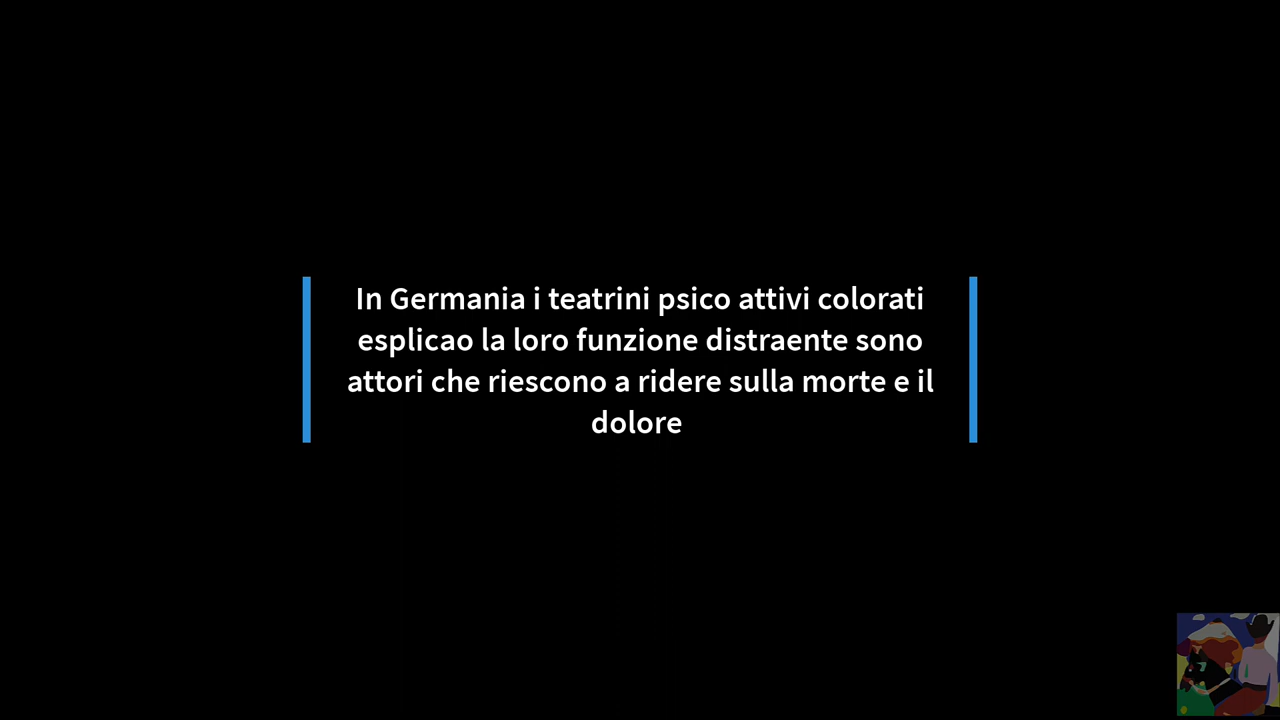 In Germania i teatrini psico attivi colorati
esplicao la loro funzione distraente sono
attori che riescono a ridere sulla morte e il
dolore